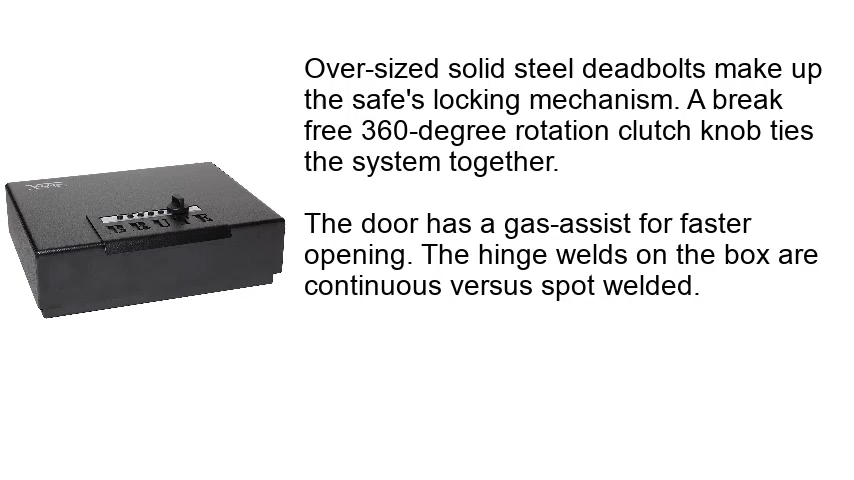 Over-sized solid steel deadbolts make up
the safe's locking mechanism. A break
free 360-degree rotation clutch knob ties
the system together.
The door has a gas-assist for faster
opening. The hinge welds on the box are
continuous versus spot welded.
BRUTE